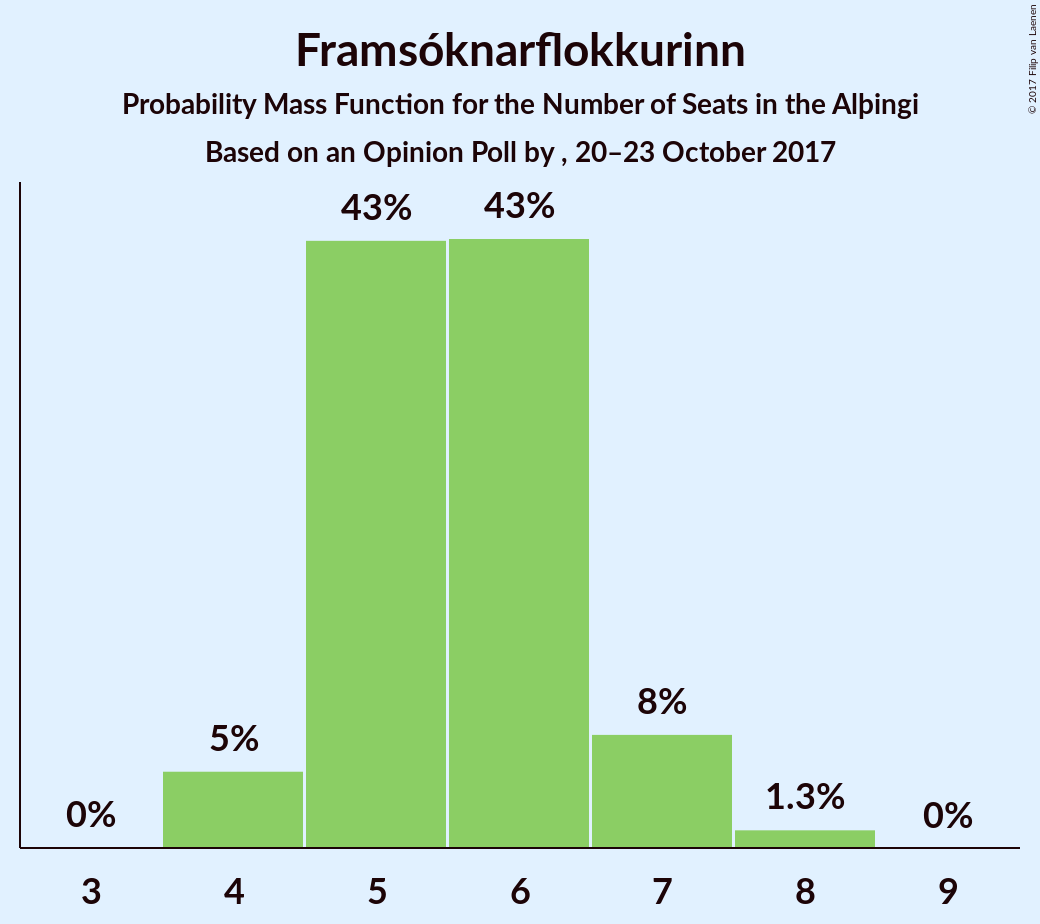 Framsóknarflokkurinn
Probability Mass Function for the Number of Seats in the Alþingi
Based on an Opinion Poll by , 20–23 October 2017
© 2017 Filip van Laenen
43% 43%
8%
5%
1.3%
0% 0%
3 4 5 6 7 8 9